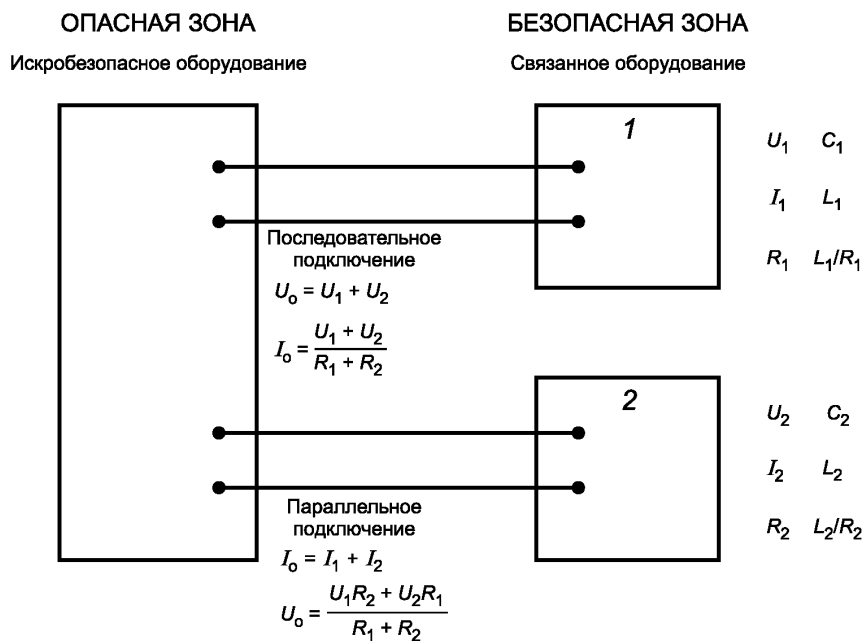 ОПАСНАЯ ЗОНА
БЕЗОПАСНАЯ ЗОНА
Искробезопасное оборудование
Связанное оборудование
1
U₁ C₁
I₁ L₁
R₁ L₁/R₁
Последовательное
подключение
Uₒ = U₁ + U₂
Iₒ = (U₁ + U₂)/(R₁ + R₂)
2
U₂ C₂
I₂ L₂
R₂ L₂/R₂
Параллельное
подключение
Iₒ = I₁ + I₂
Uₒ = (U₁R₂ + U₂R₁)/(R₁ + R₂)